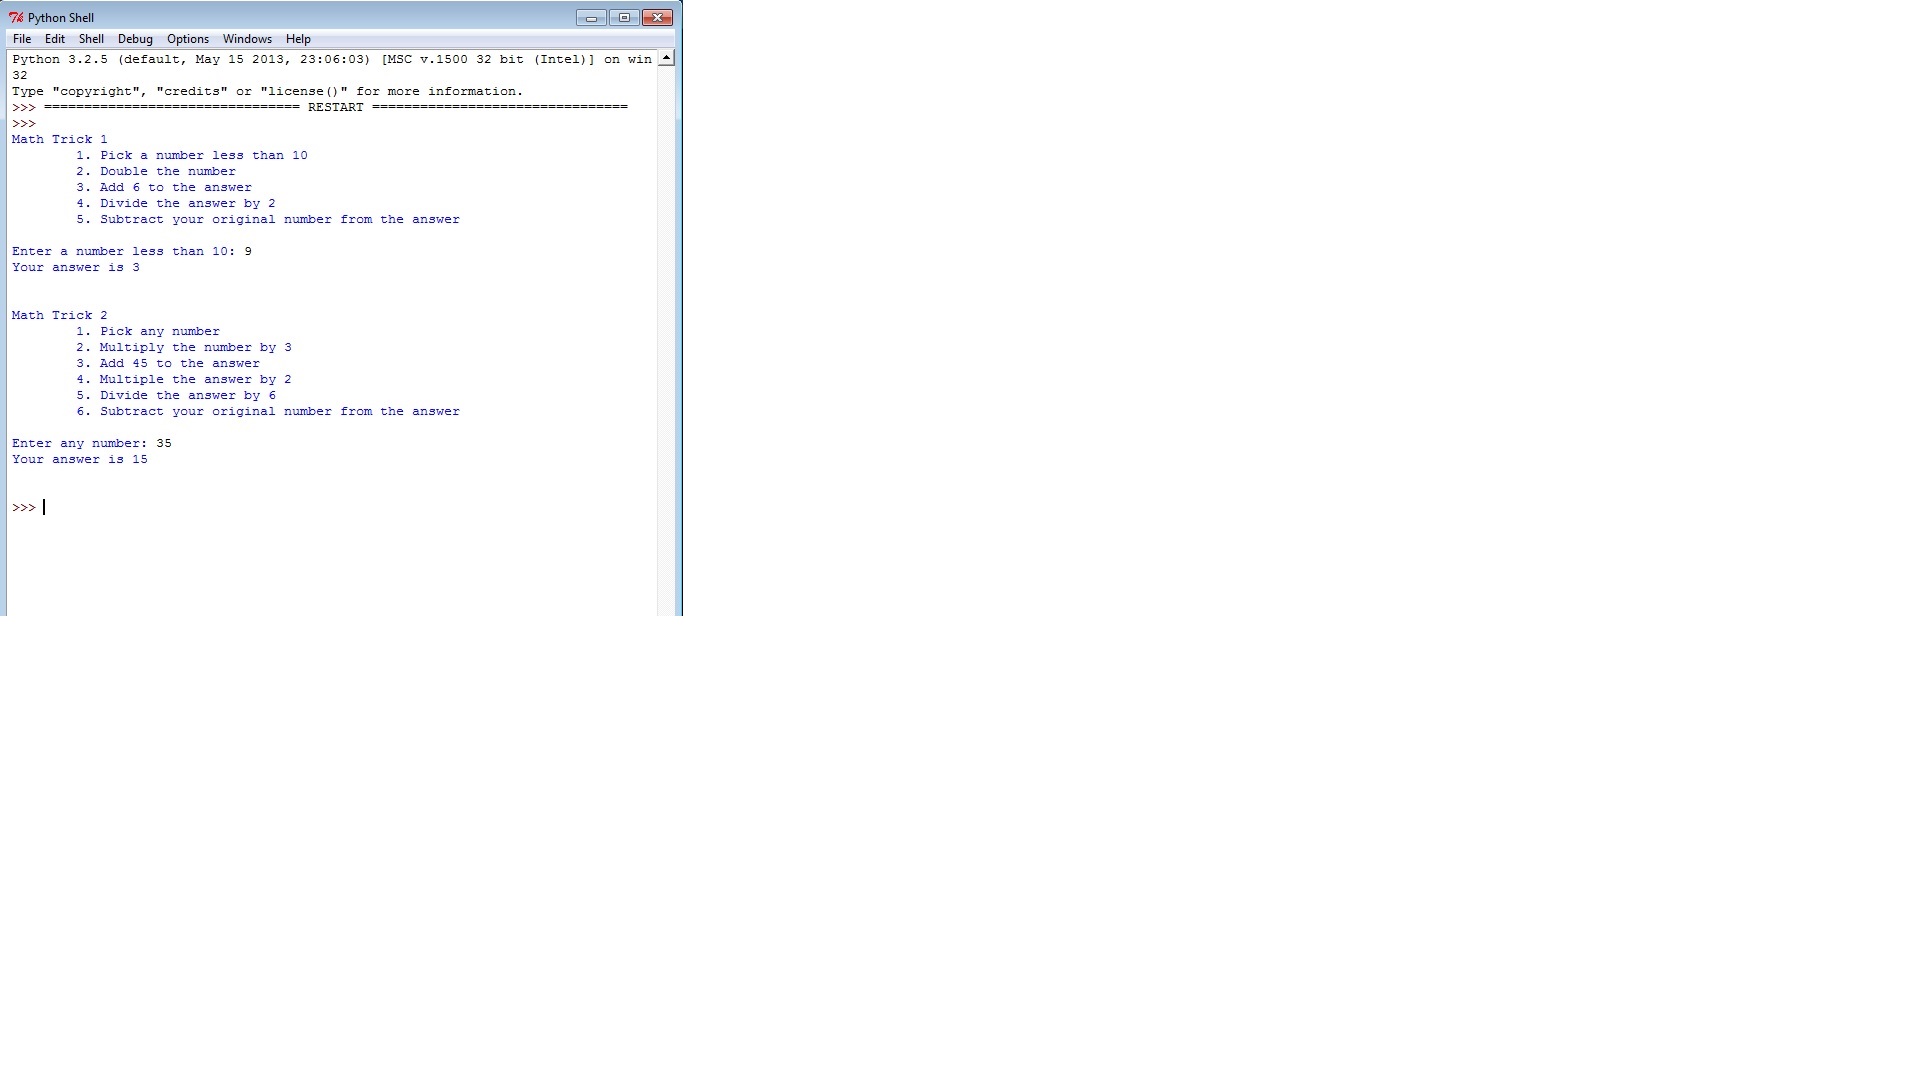 Python Shell
File Edit Shell Debug Options Windows Help
Python 3.2.5 (default, May 15 2013, 23:06:03) [MSC v.1500 32 bit (Intel)] on win
32
Type "copyright", "credits" or "license()" for more information.
>>> ================================ RESTART ================================
>>>
Math Trick 1
1. Pick a number less than 10
2. Double the number
3. Add 6 to the answer
4. Divide the answer by 2
5. Subtract your original number from the answer
Enter a number less than 10: 9
Your answer is 3
Math Trick 2
1. Pick any number
2. Multiply the number by 3
3. Add 45 to the answer
4. Multiple the answer by 2
5. Divide the answer by 6
6. Subtract your original number from the answer
Enter any number: 35
Your answer is 15
>>>